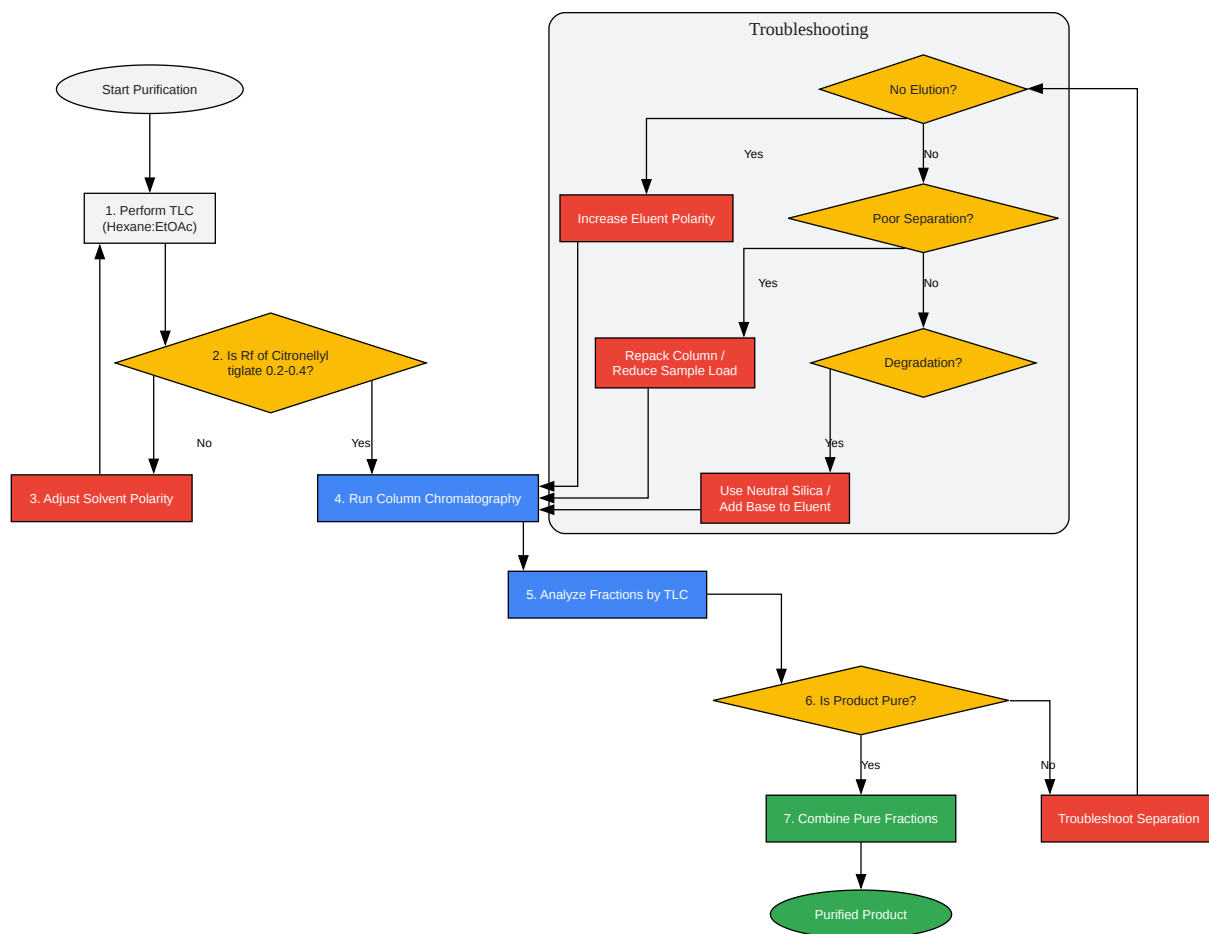 Troubleshooting
Start Purification
No Elution?
Yes
No
1. Perform TLC
(Hexane:EtOAc)
Increase Eluent Polarity
Poor Separation?
Yes
No
2. Is Rf of Citronellyl
tiglate 0.2-0.4?
Repack Column /
Reduce Sample Load
Degradation?
No
Yes
Yes
3. Adjust Solvent Polarity
4. Run Column Chromatography
Use Neutral Silica /
Add Base to Eluent
5. Analyze Fractions by TLC
6. Is Product Pure?
Yes
No
7. Combine Pure Fractions
Troubleshoot Separation
Purified Product